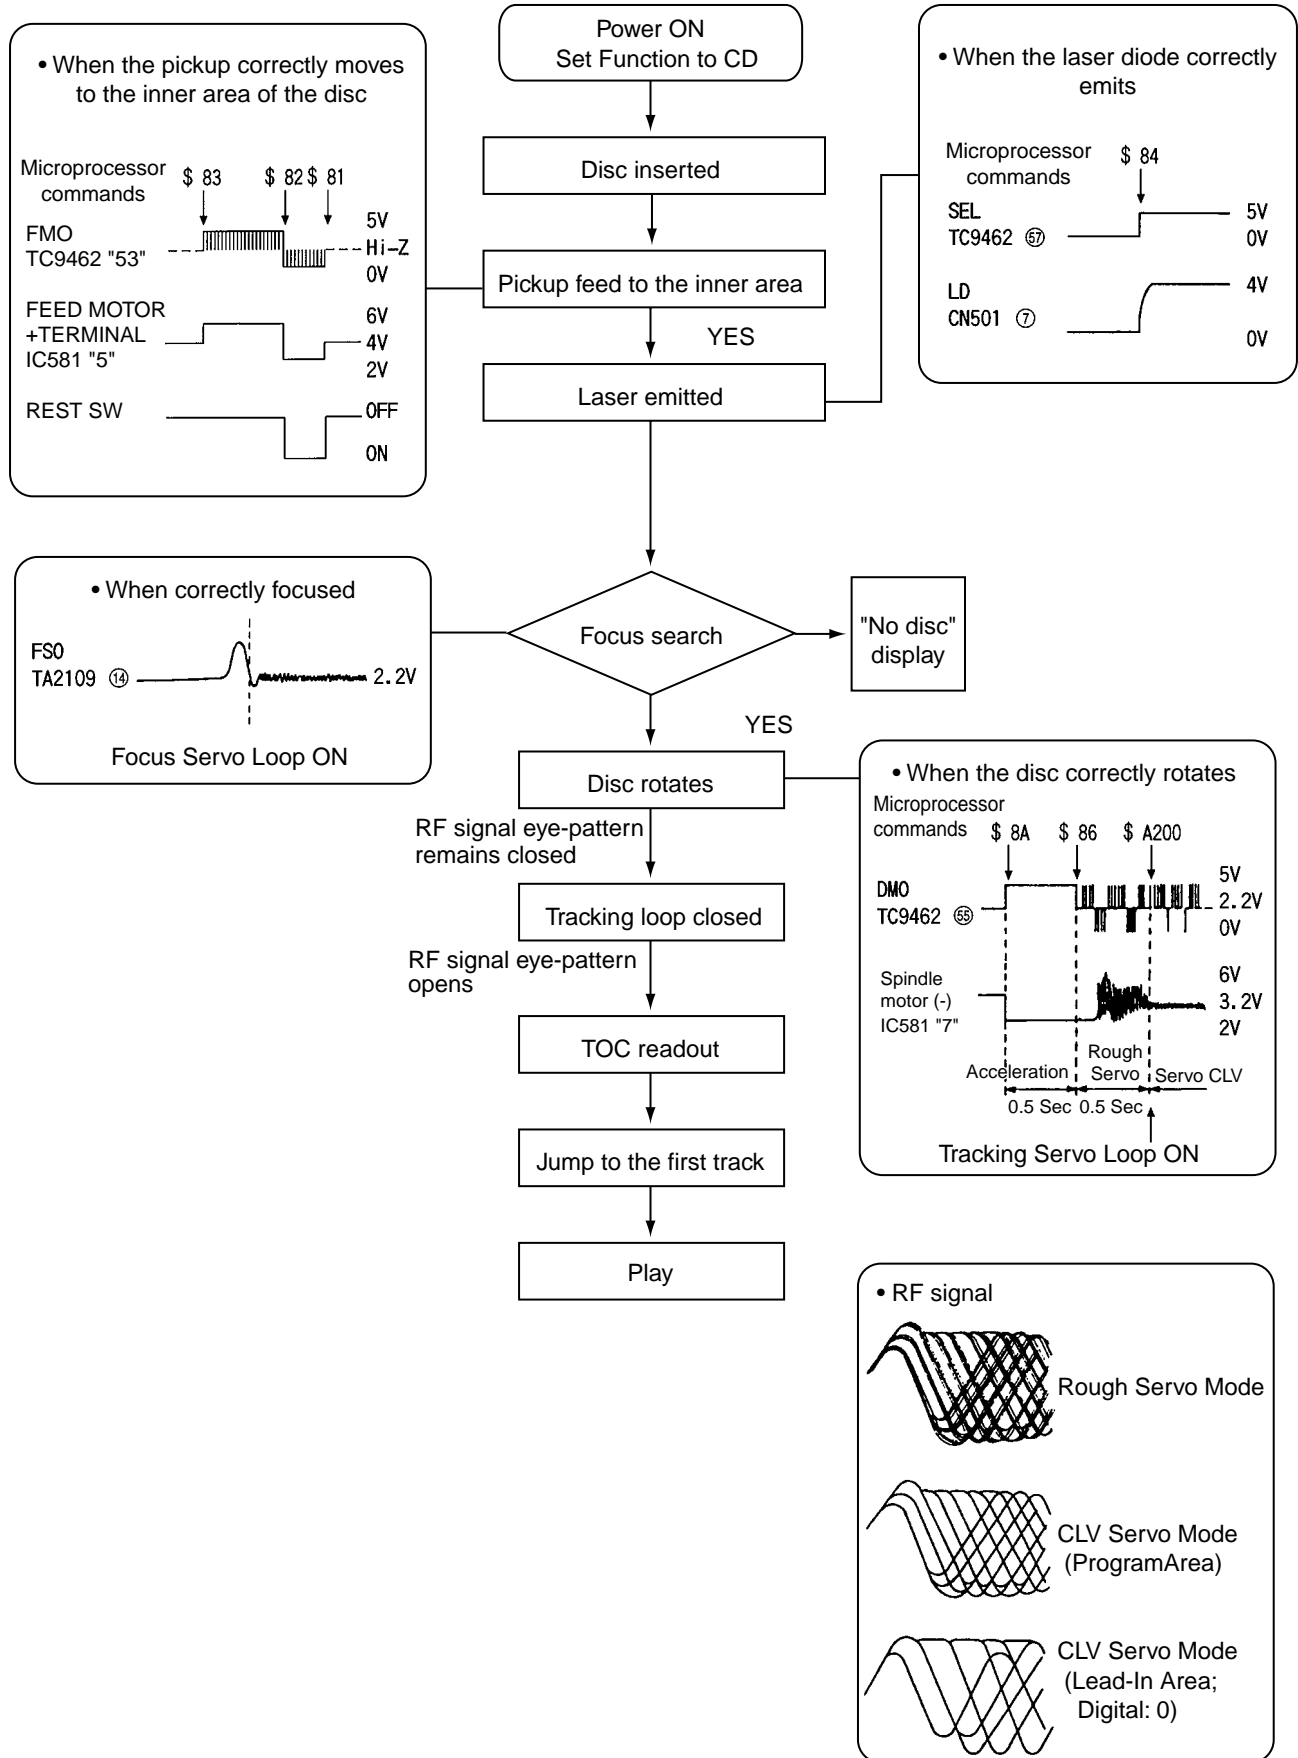 Power ON
Set Function to CD
• When the pickup correctly moves
to the inner area of the disc
Microprocessor
commands
$ 83
$ 82
$ 81
FMO
TC9462 "53"
5V
Hi-Z
0V
FEED MOTOR
+TERMINAL
IC581 "5"
6V
4V
2V
REST SW
OFF
ON
• When the laser diode correctly
emits
Microprocessor
commands
$ 84
SEL
TC9462 57
5V
0V
LD
CN501 7
4V
0V
Disc inserted
Pickup feed to the inner area
YES
Laser emitted
• When correctly focused
FSO
TA2109 14
2.2V
Focus Servo Loop ON
Focus search
"No disc"
display
YES
Disc rotates
RF signal eye-pattern
remains closed
Tracking loop closed
RF signal eye-pattern
opens
TOC readout
Jump to the first track
Play
• When the disc correctly rotates
Microprocessor
commands
$ 8A
$ 86
$ A200
DMO
TC9462 55
5V
2.2V
0V
Spindle
motor (-)
IC581 "7"
6V
3.2V
2V
Acceleration
Rough
Servo
Servo CLV
0.5 Sec
0.5 Sec
Tracking Servo Loop ON
• RF signal
Rough Servo Mode
CLV Servo Mode
(ProgramArea)
CLV Servo Mode
(Lead-In Area;
Digital: 0)